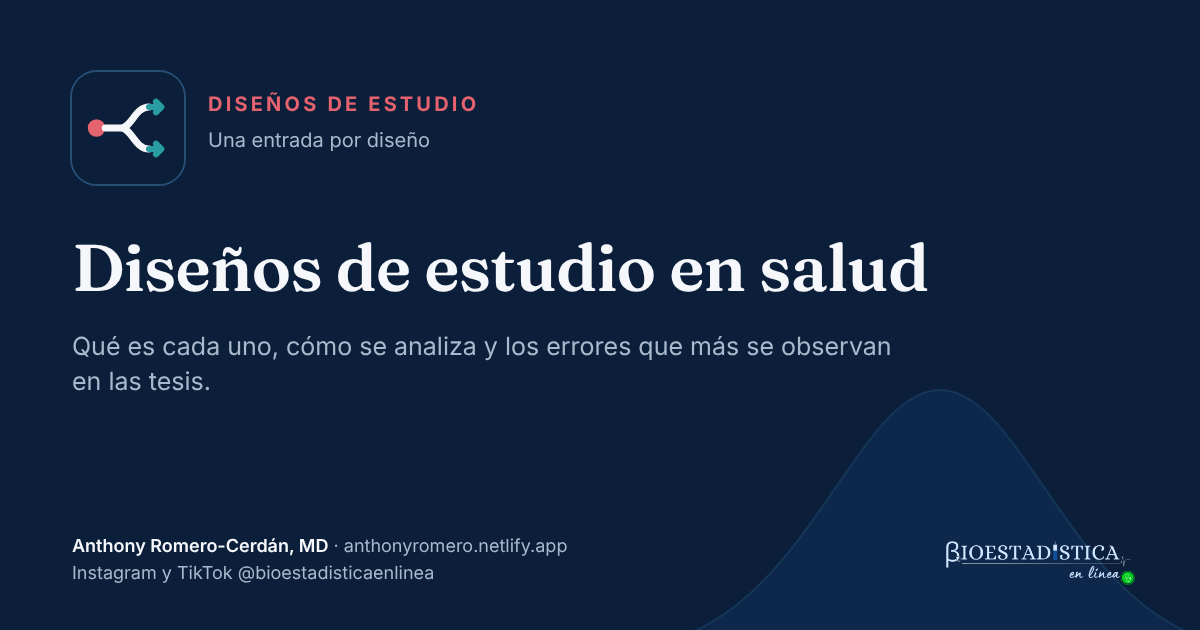 DISEÑOS DE ESTUDIO
Una entrada por diseño
Diseños de estudio en salud
Qué es cada uno, cómo se analiza y los errores que más se observan
en las tesis.
Anthony Romero-Cerdán, MD · anthonyromero.netlify.app
Instagram y TikTok @bioestadisticaenlinea
βIOESTADÍSTICA
en línea